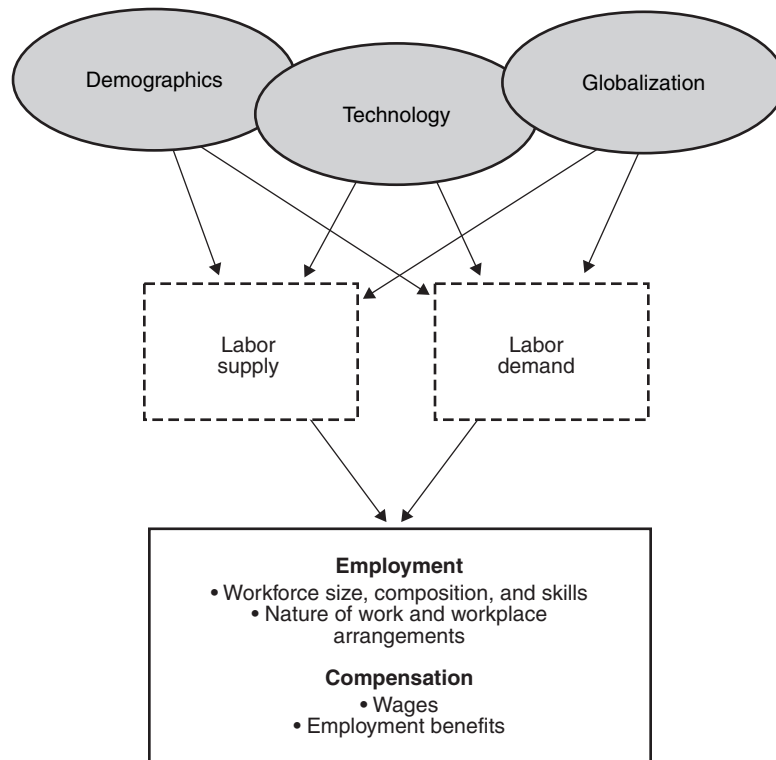 Demographics
Technology
Globalization
Labor
supply
Labor
demand
Employment
• Workforce size, composition, and skills
• Nature of work and workplace
arrangements
Compensation
• Wages
• Employment benefits